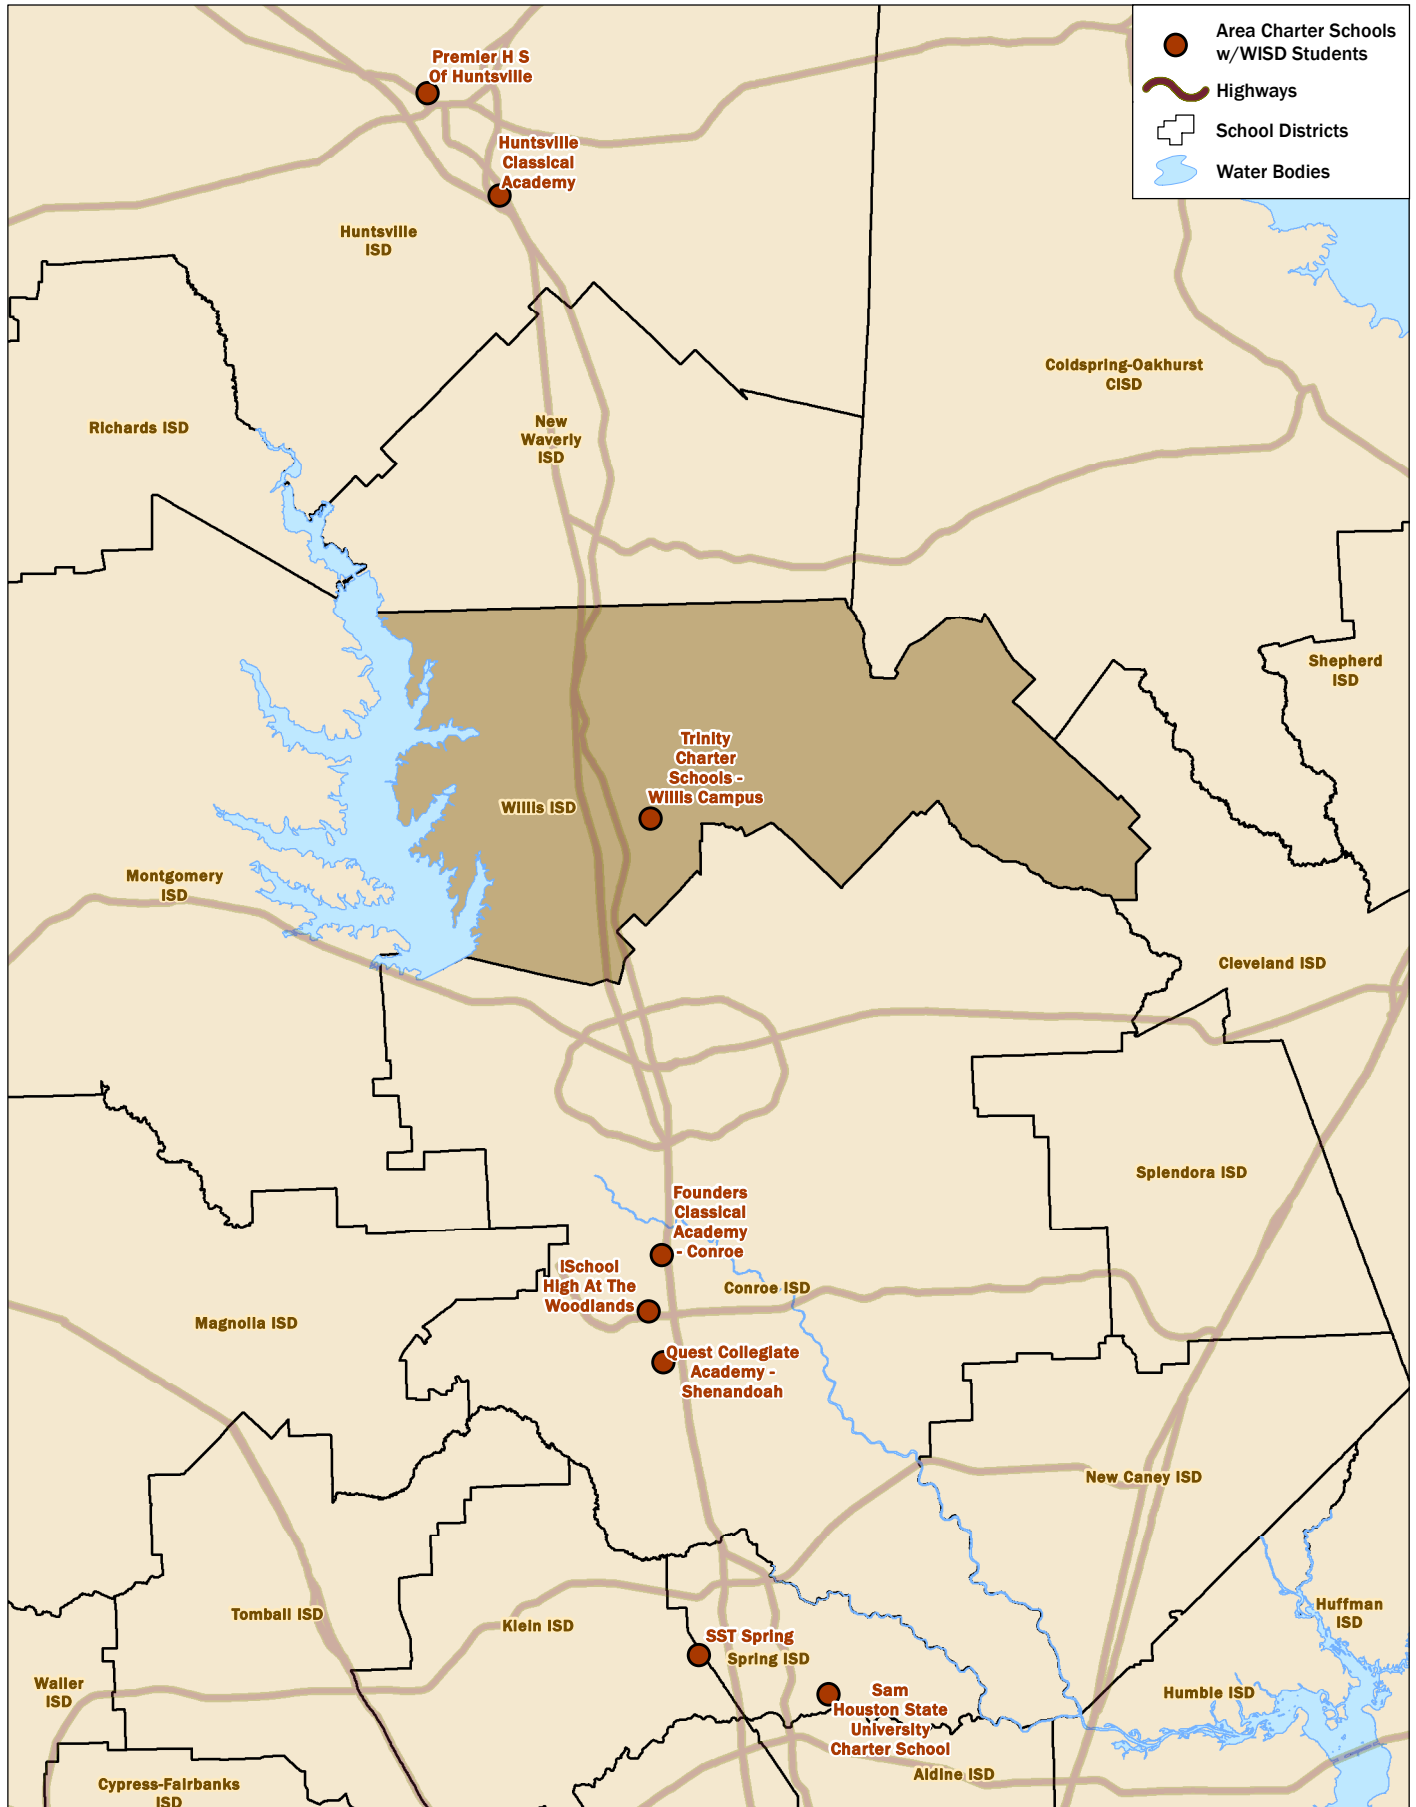 Area Charter Schools
w/WISD Students
Highways
School Districts
Water Bodies
Premier H S
Of Huntsville
Huntsville
Classical
Academy
Huntsville
ISD
Coldspring-Oakhurst
CISD
Richards ISD
New
Waverly
ISD
Shepherd
ISD
Trinity
Charter
Schools -
Willis Campus
Willis ISD
Montgomery
ISD
Cleveland ISD
Splendora ISD
Founders
Classical
Academy
- Conroe
ISchool
High At The
Woodlands
Conroe ISD
Magnolia ISD
Quest Collegiate
Academy -
Shenandoah
New Caney ISD
Tomball ISD
Klein ISD
SST Spring
Spring ISD
Huffman
ISD
Waller
ISD
Sam
Houston State
University
Charter School
Humble ISD
Aldine ISD
Cypress-Fairbanks
ISD